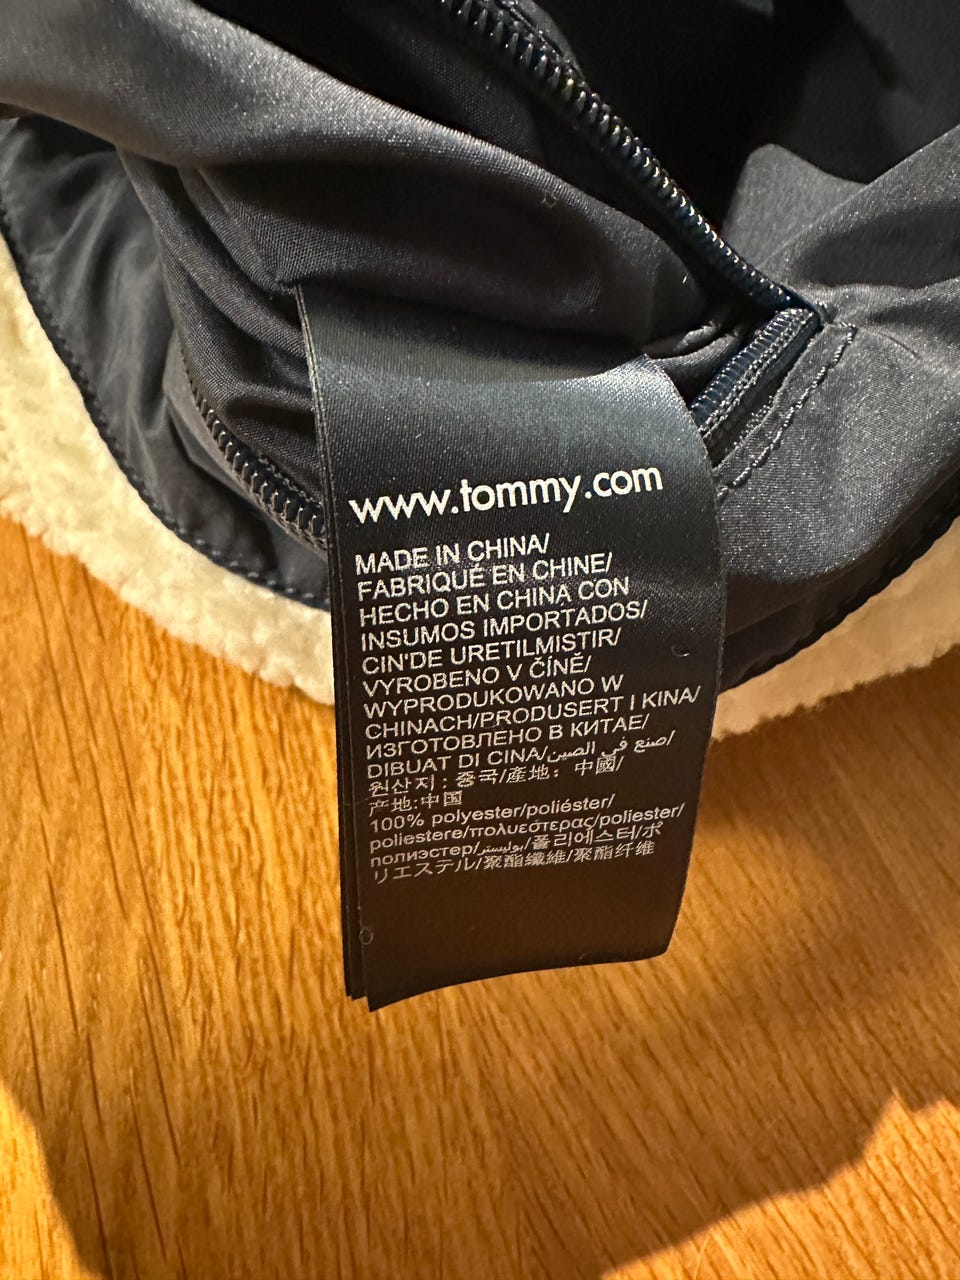 www.tommy.com
MADE IN CHINA/
FABRIQUÉ EN CHINE/
HECHO EN CHINA CON
INSUMOS IMPORTADOS/
CIN'DE URETILMISTIR/
VYROBENO V ČÍNĚ/
WYPRODUKOWANO W
CHINACH/PRODUSERT I KINA/
ИЗГОТОВЛЕНО В КИТАЕ/
DIBUAT DI CINA/صنع في الصين/
원산지: 중국/產地: 中國/
产地:中国
100% polyester/poliéster/
poliestere/πολυεστερας/poliester/
полиэстер/بوليستر/폴리에스터/ポ
リエステル/聚酯纖維/聚酯纤维